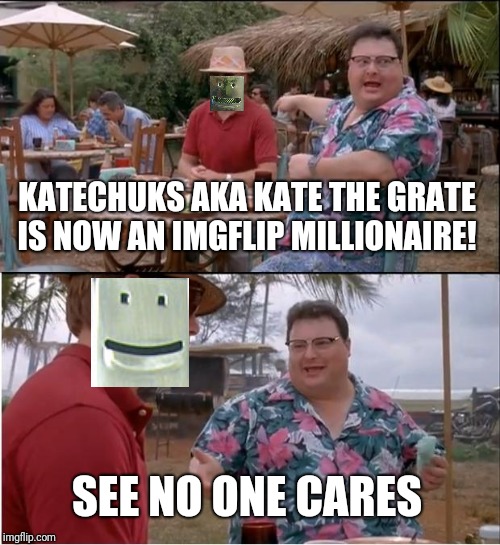 KATECHUKS AKA KATE THE GRATE
IS NOW AN IMGFLIP MILLIONAIRE!
SEE NO ONE CARES
imgflip.com